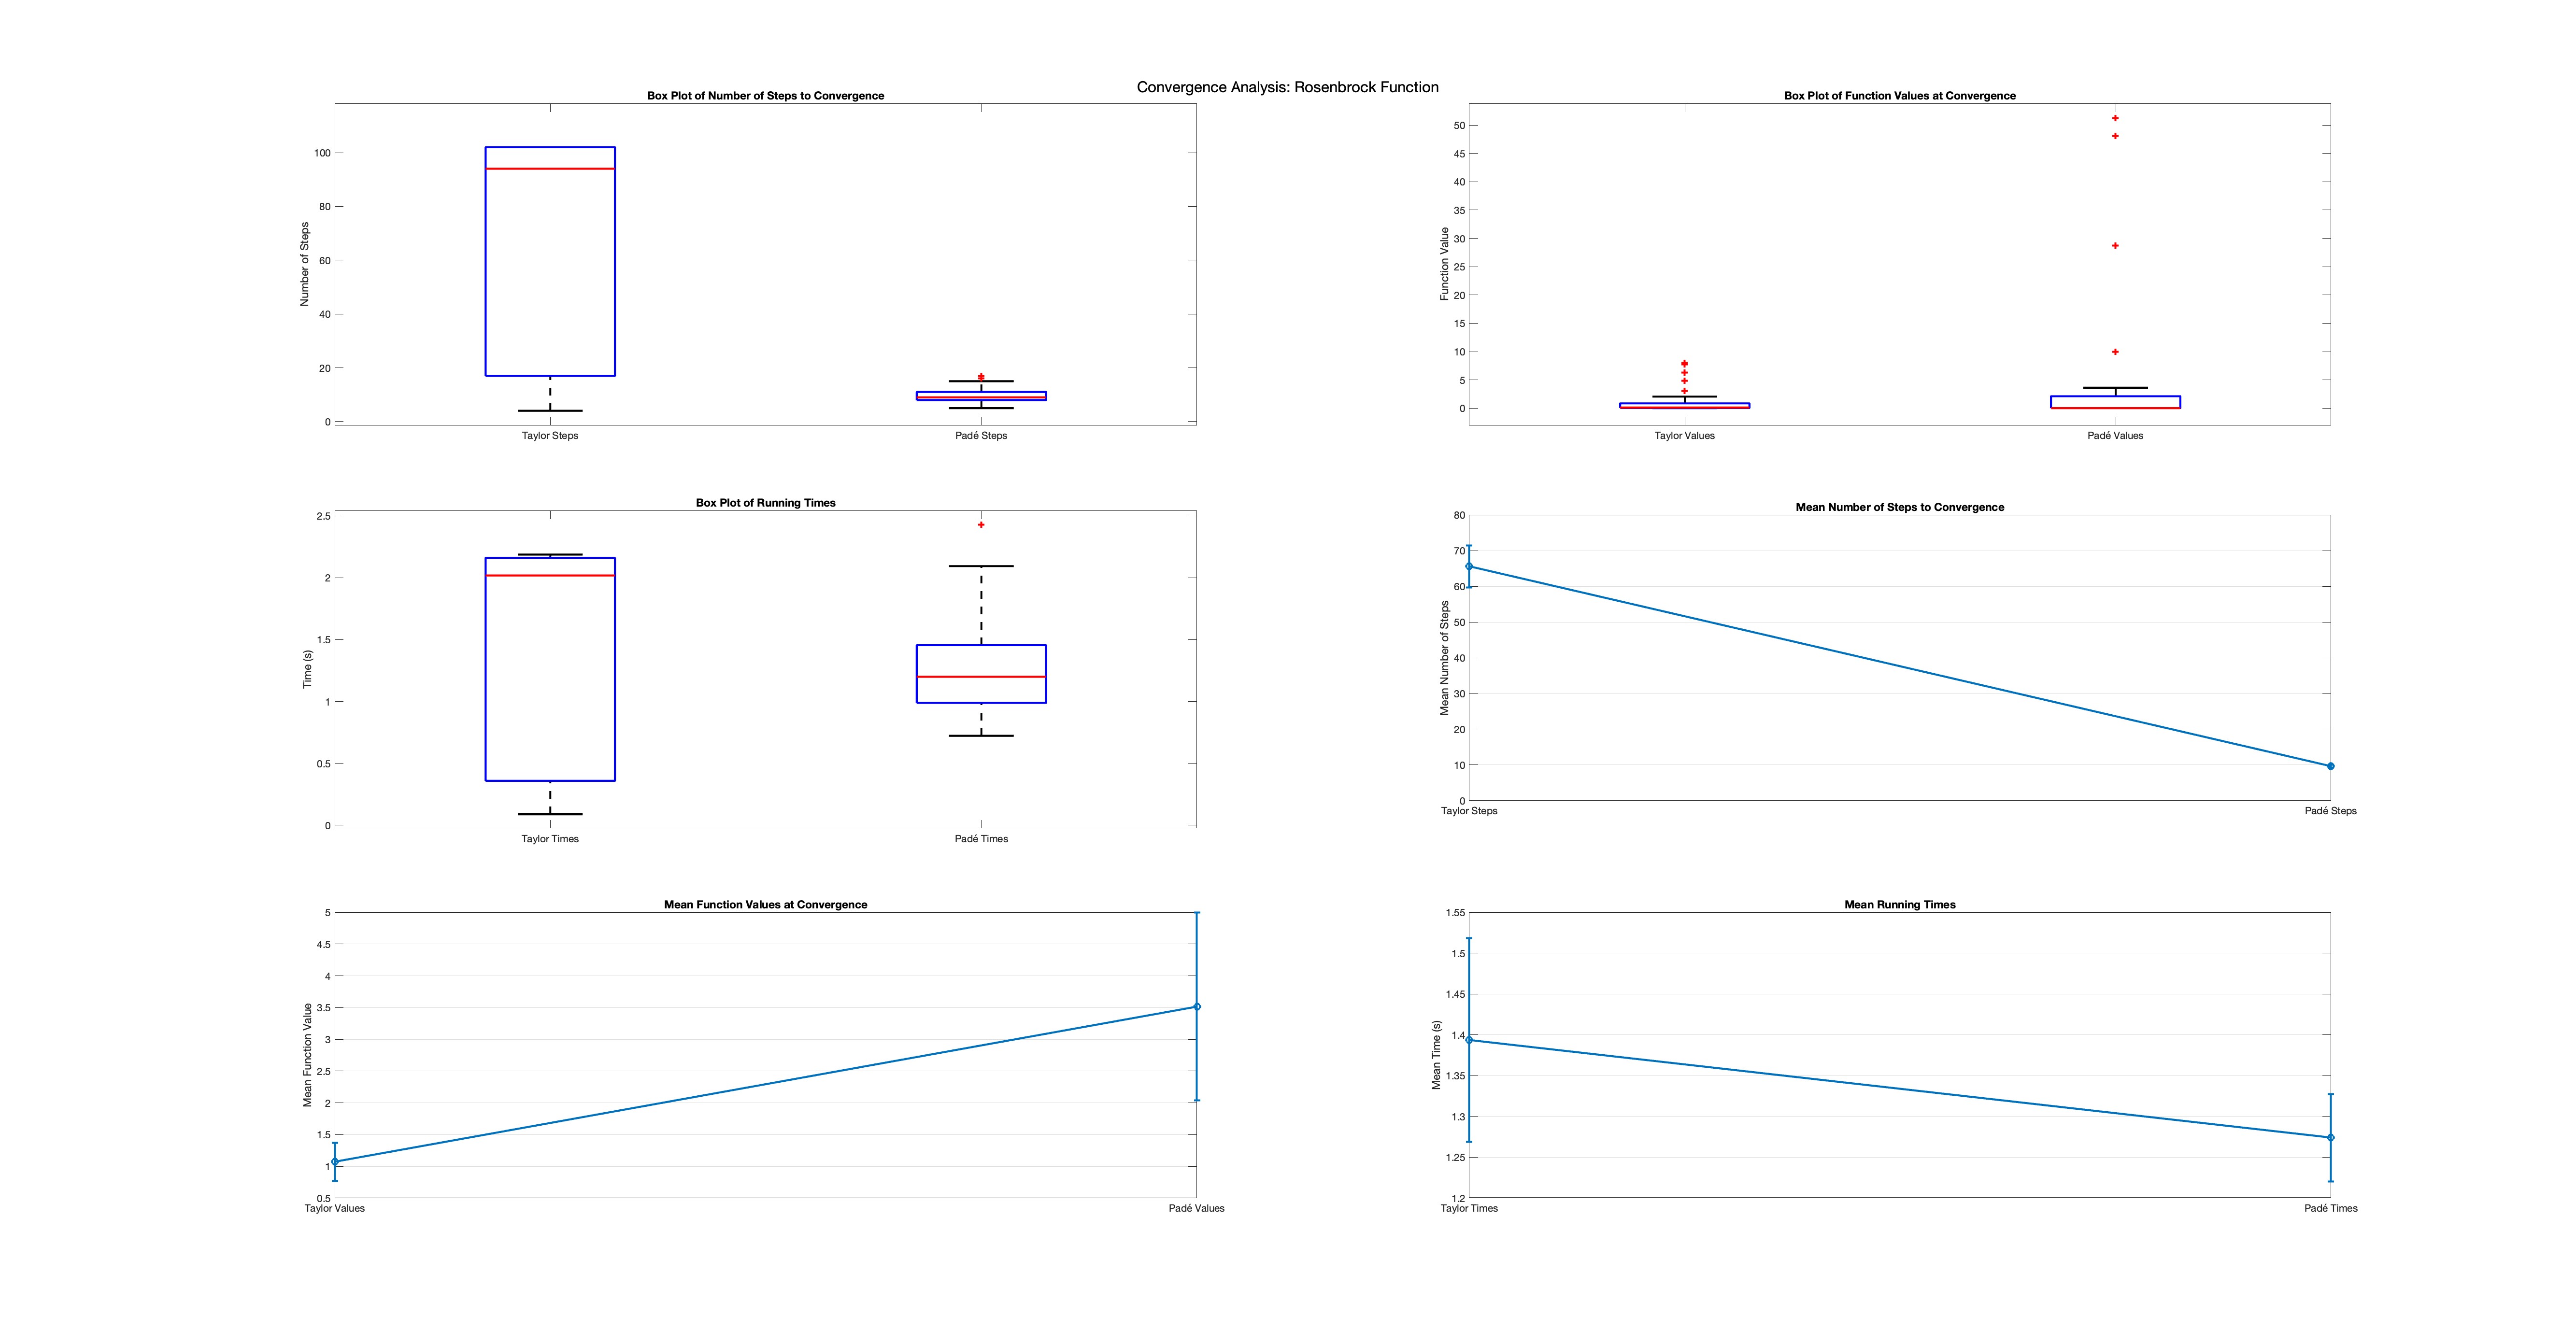 Convergence Analysis: Rosenbrock Function
Box Plot of Number of Steps to Convergence
Number of Steps
100
80
60
40
20
0
Taylor Steps
Padé Steps
Box Plot of Function Values at Convergence
Function Value
50
45
40
35
30
25
20
15
10
5
0
Taylor Values
Padé Values
Box Plot of Running Times
Time (s)
2.5
2
1.5
1
0.5
0
Taylor Times
Padé Times
Mean Number of Steps to Convergence
Mean Number of Steps
80
70
60
50
40
30
20
10
0
Taylor Steps
Padé Steps
Mean Function Values at Convergence
Mean Function Value
5
4.5
4
3.5
3
2.5
2
1.5
1
0.5
Taylor Values
Padé Values
Mean Running Times
Mean Time (s)
1.55
1.5
1.45
1.4
1.35
1.3
1.25
1.2
Taylor Times
Padé Times